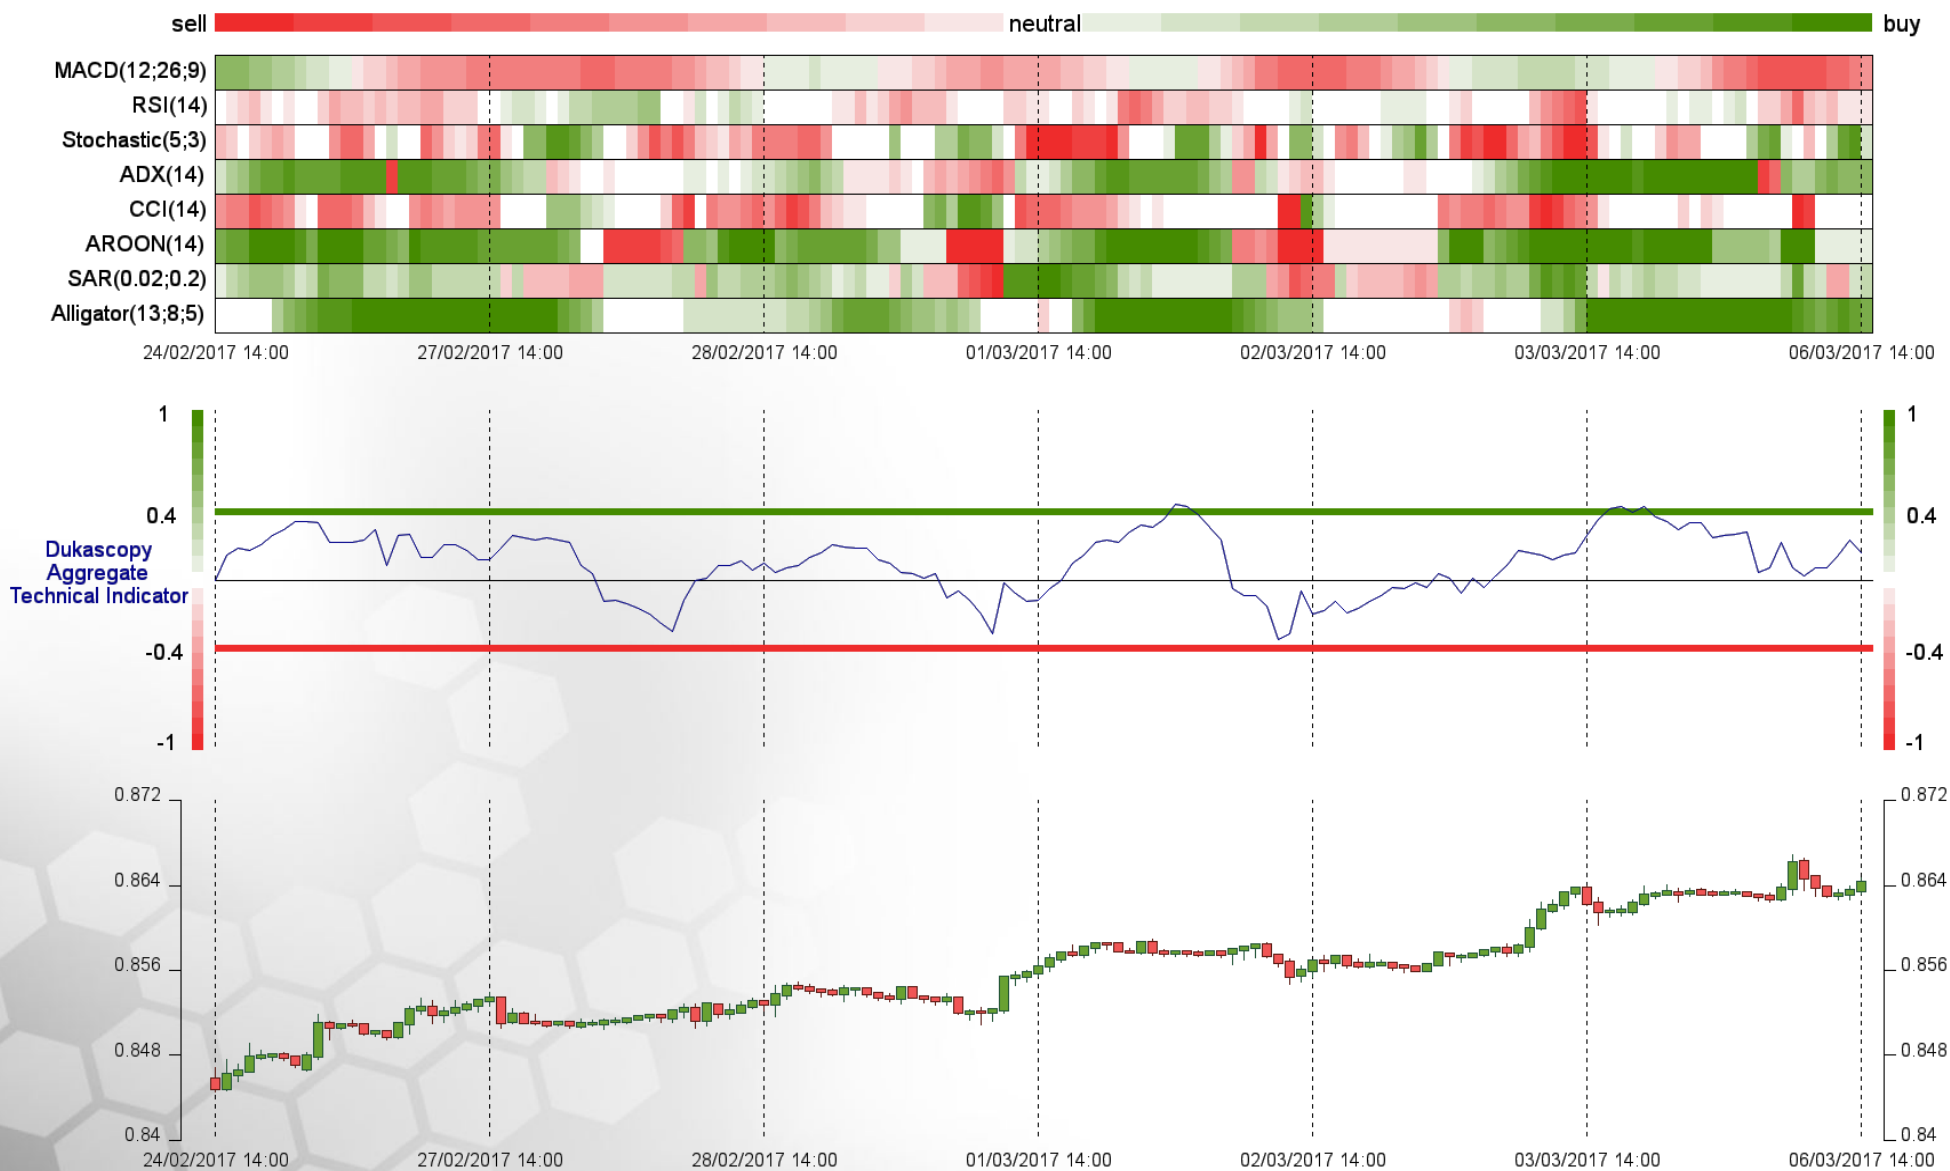 sell neutral buy
MACD(12;26;9)
RSI(14)
Stochastic(5;3)
ADX(14)
CCI(14)
AROON(14)
SAR(0.02;0.2)
Alligator(13;8;5)
24/02/2017 14:00 27/02/2017 14:00 28/02/2017 14:00 01/03/2017 14:00 02/03/2017 14:00 03/03/2017 14:00 06/03/2017 14:00
1 1
0.4 0.4
Dukascopy
Aggregate
Technical Indicator
-0.4 -0.4
-1 -1
0.872 0.872
0.864 0.864
0.856 0.856
0.848 0.848
0.84 0.84
24/02/2017 14:00 27/02/2017 14:00 28/02/2017 14:00 01/03/2017 14:00 02/03/2017 14:00 03/03/2017 14:00 06/03/2017 14:00